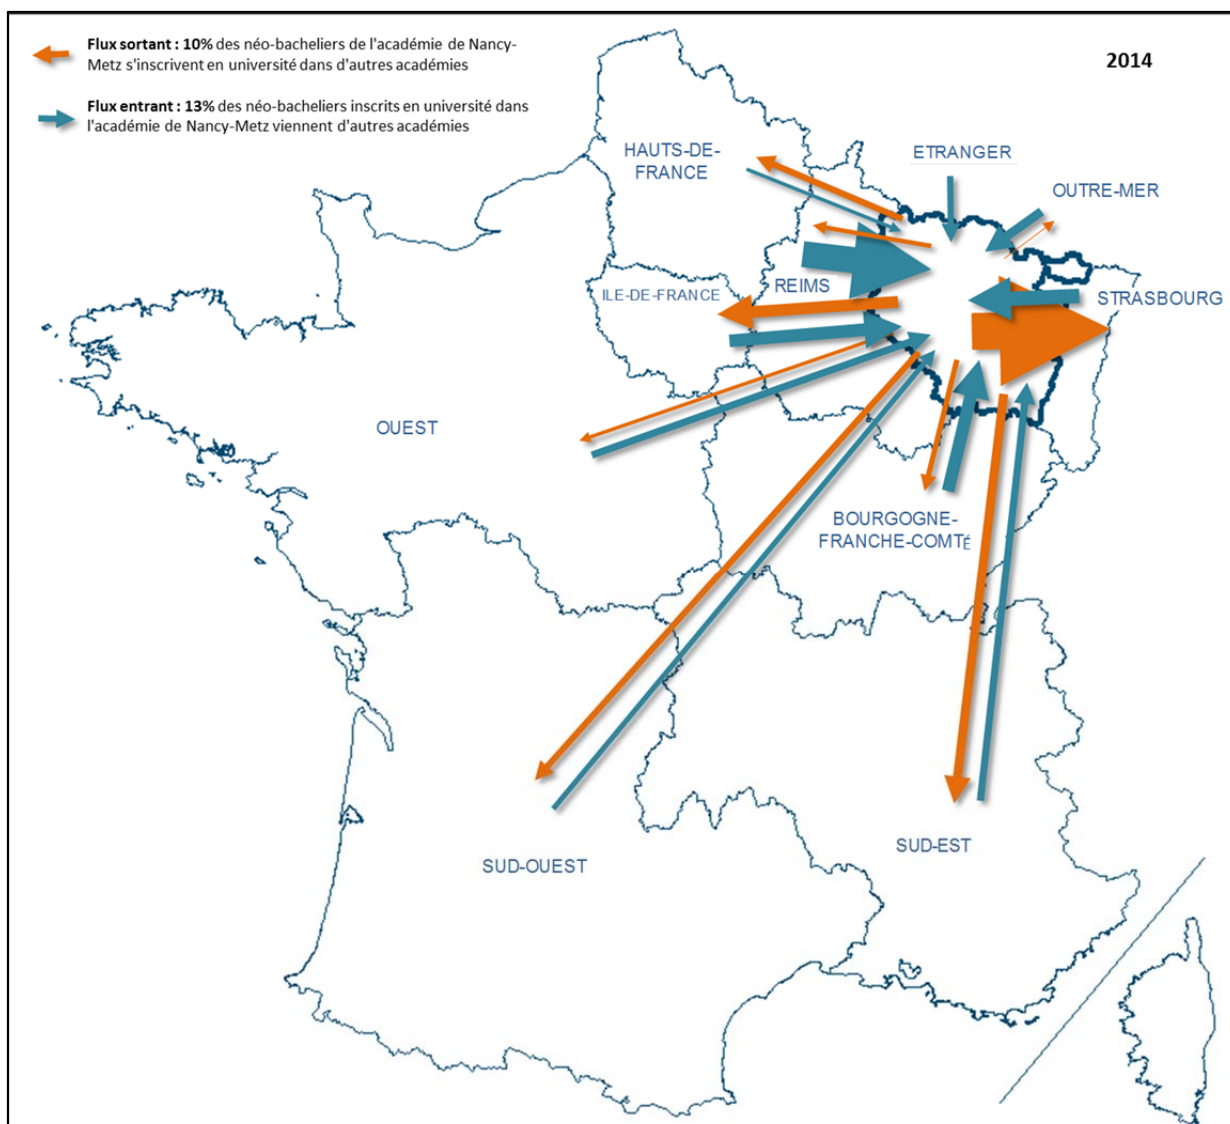 Flux sortant : 10% des néo-bacheliers de l'académie de Nancy-
Metz s'inscrivent en université dans d'autres académies
2014
Flux entrant : 13% des néo-bacheliers inscrits en université dans
l'académie de Nancy-Metz viennent d'autres académies
HAUTS-DE-
FRANCE
ETRANGER
OUTRE-MER
REIMS
ILE-DE-FRANCE
STRASBOURG
OUEST
BOURGOGNE-
FRANCHE-COMTÉ
SUD-EST
SUD-OUEST